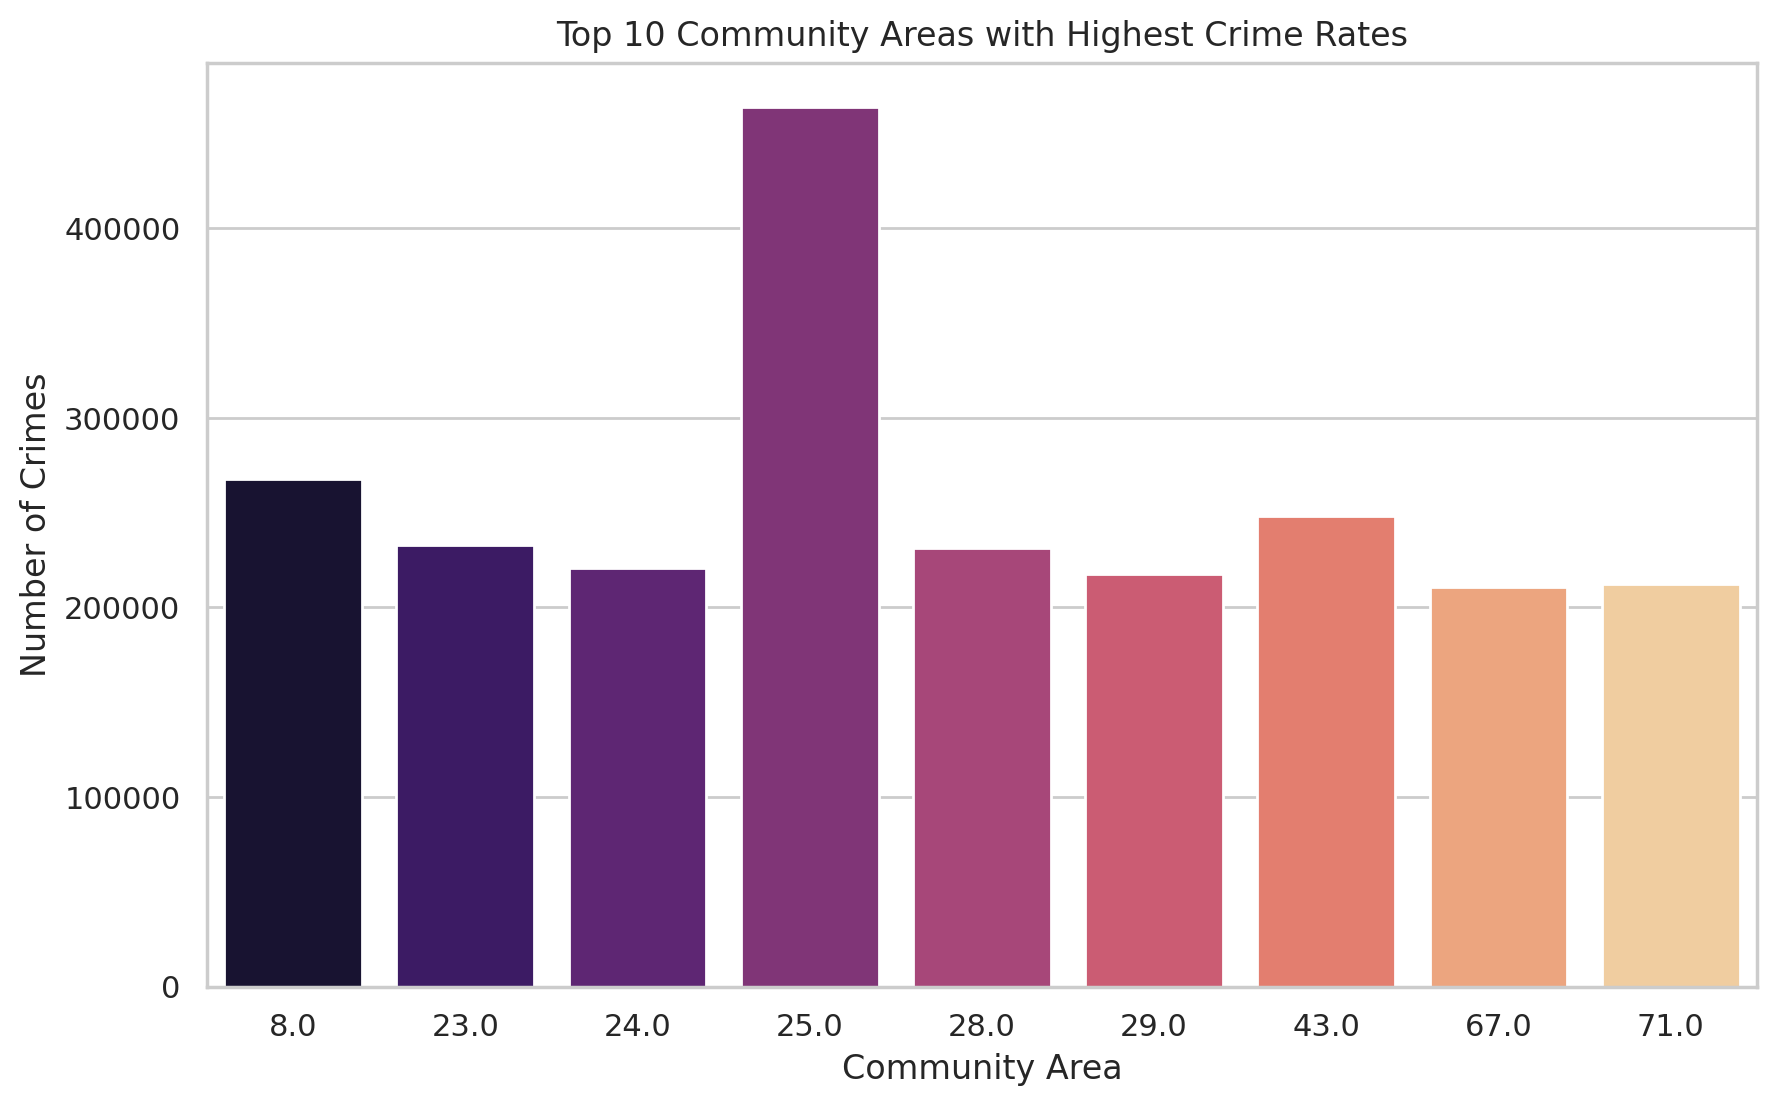 Top 10 Community Areas with Highest Crime Rates
Number of Crimes
400000
300000
200000
100000
0
8.0 23.0 24.0 25.0 28.0 29.0 43.0 67.0 71.0
Community Area